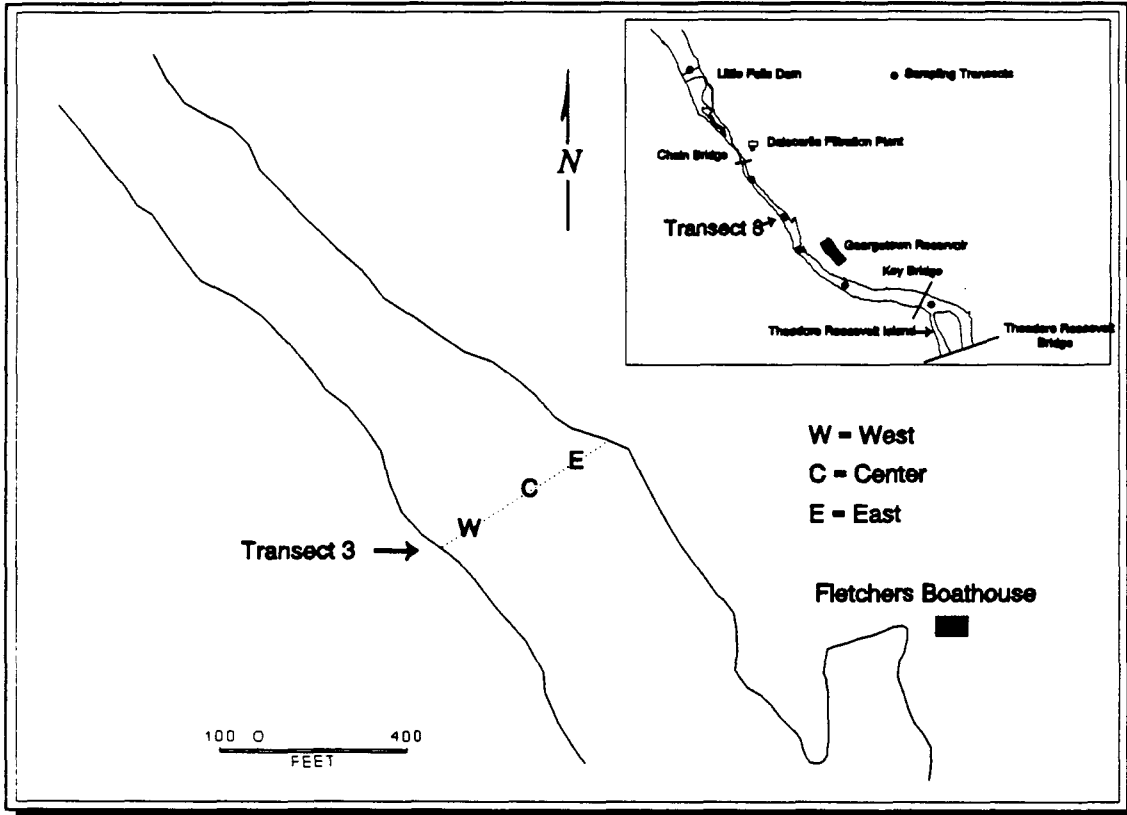 Little Falls Dam
Sampling Transects
Dalecarlia Filtration Plant
Chain Bridge
Transect 3
Georgetown Reservoir
Key Bridge
Theodore Roosevelt Island
Theodore Roosevelt
Bridge
N
W = West
C = Center
E = East
E
C
W
Transect 3
Fletchers Boathouse
100 0 400
FEET